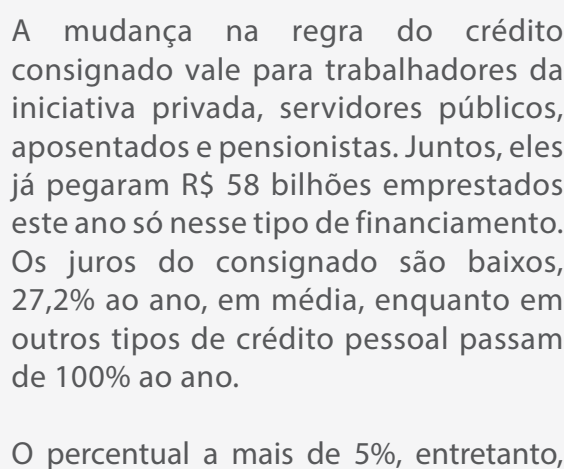 A mudança na regra do crédito
consignado vale para trabalhadores da
iniciativa privada, servidores públicos,
aposentados e pensionistas. Juntos, eles
já pegaram R$ 58 bilhões emprestados
este ano só nesse tipo de financiamento.
Os juros do consignado são baixos,
27,2% ao ano, em média, enquanto em
outros tipos de crédito pessoal passam
de 100% ao ano.
O percentual a mais de 5%, entretanto,